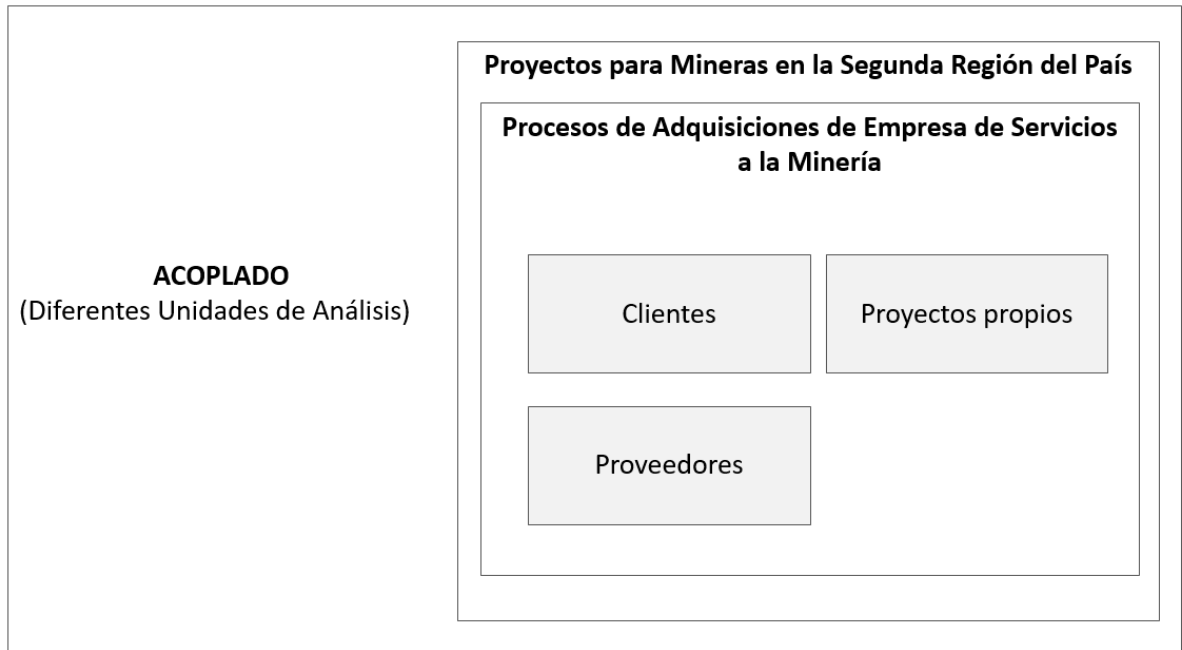 Proyectos para Mineras en la Segunda Región del País
Procesos de Adquisiciones de Empresa de Servicios
a la Minería
ACOPLADO
(Diferentes Unidades de Análisis)
Clientes
Proyectos propios
Proveedores